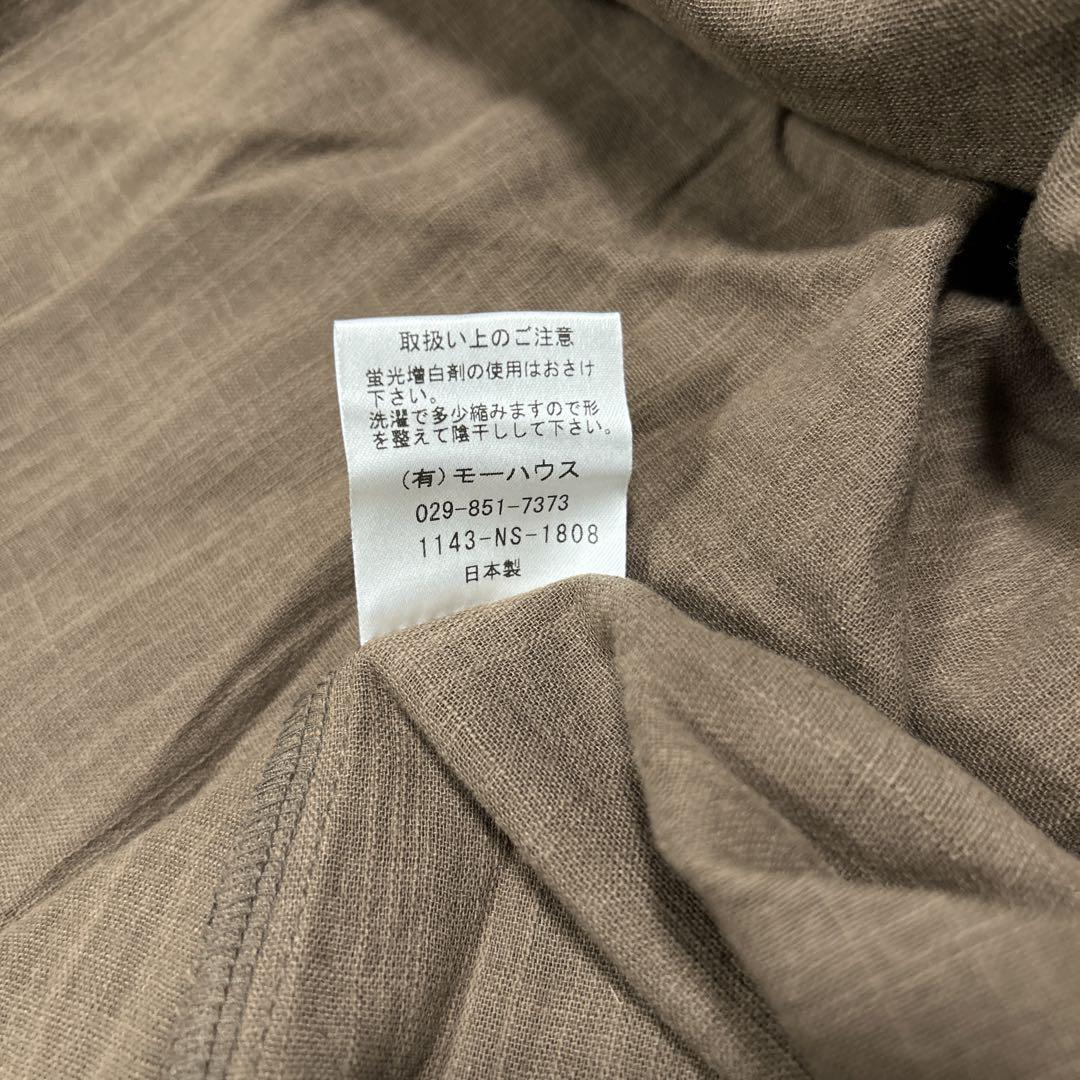 取扱い上のご注意
蛍光増白剤の使用はおさけ
下さい。
洗濯で多少縮みますので形
を整えて陰干しして下さい。
（有）モーハウス
029-851-7373
1143-NS-1808
日本製